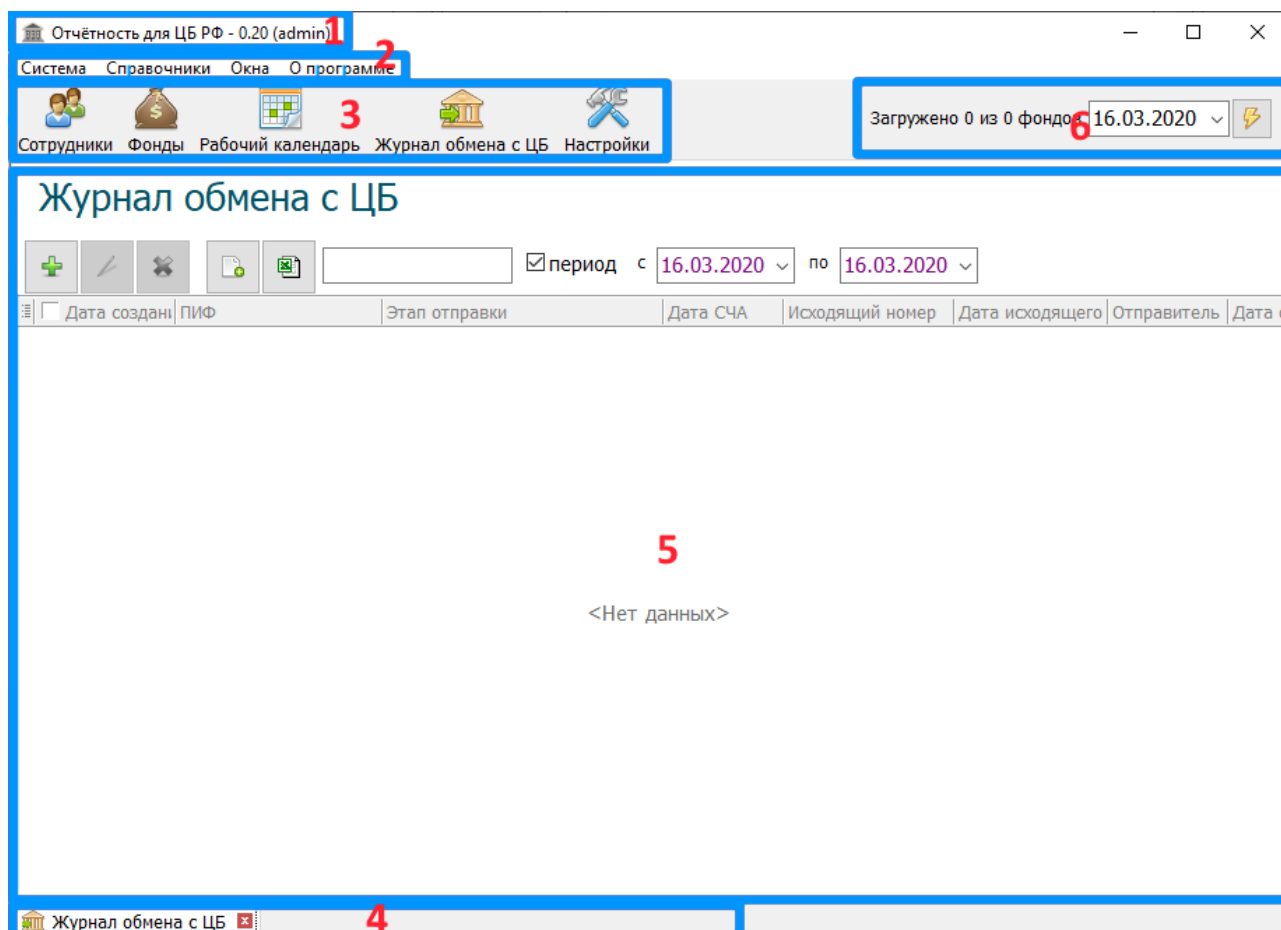 Отчётность для ЦБ РФ - 0.20 (admin) 1
Система Справочники Окна О программе 2
Сотрудники Фонды Рабочий календарь Журнал обмена с ЦБ Настройки 3
Загружено 0 из 0 фондов 16.03.2020 6
Журнал обмена с ЦБ
период с 16.03.2020 по 16.03.2020
Дата создани ПИФ Этап отправки Дата СЧА Исходящий номер Дата исходящего Отправитель Дата
5
<Нет данных>
Журнал обмена с ЦБ 4